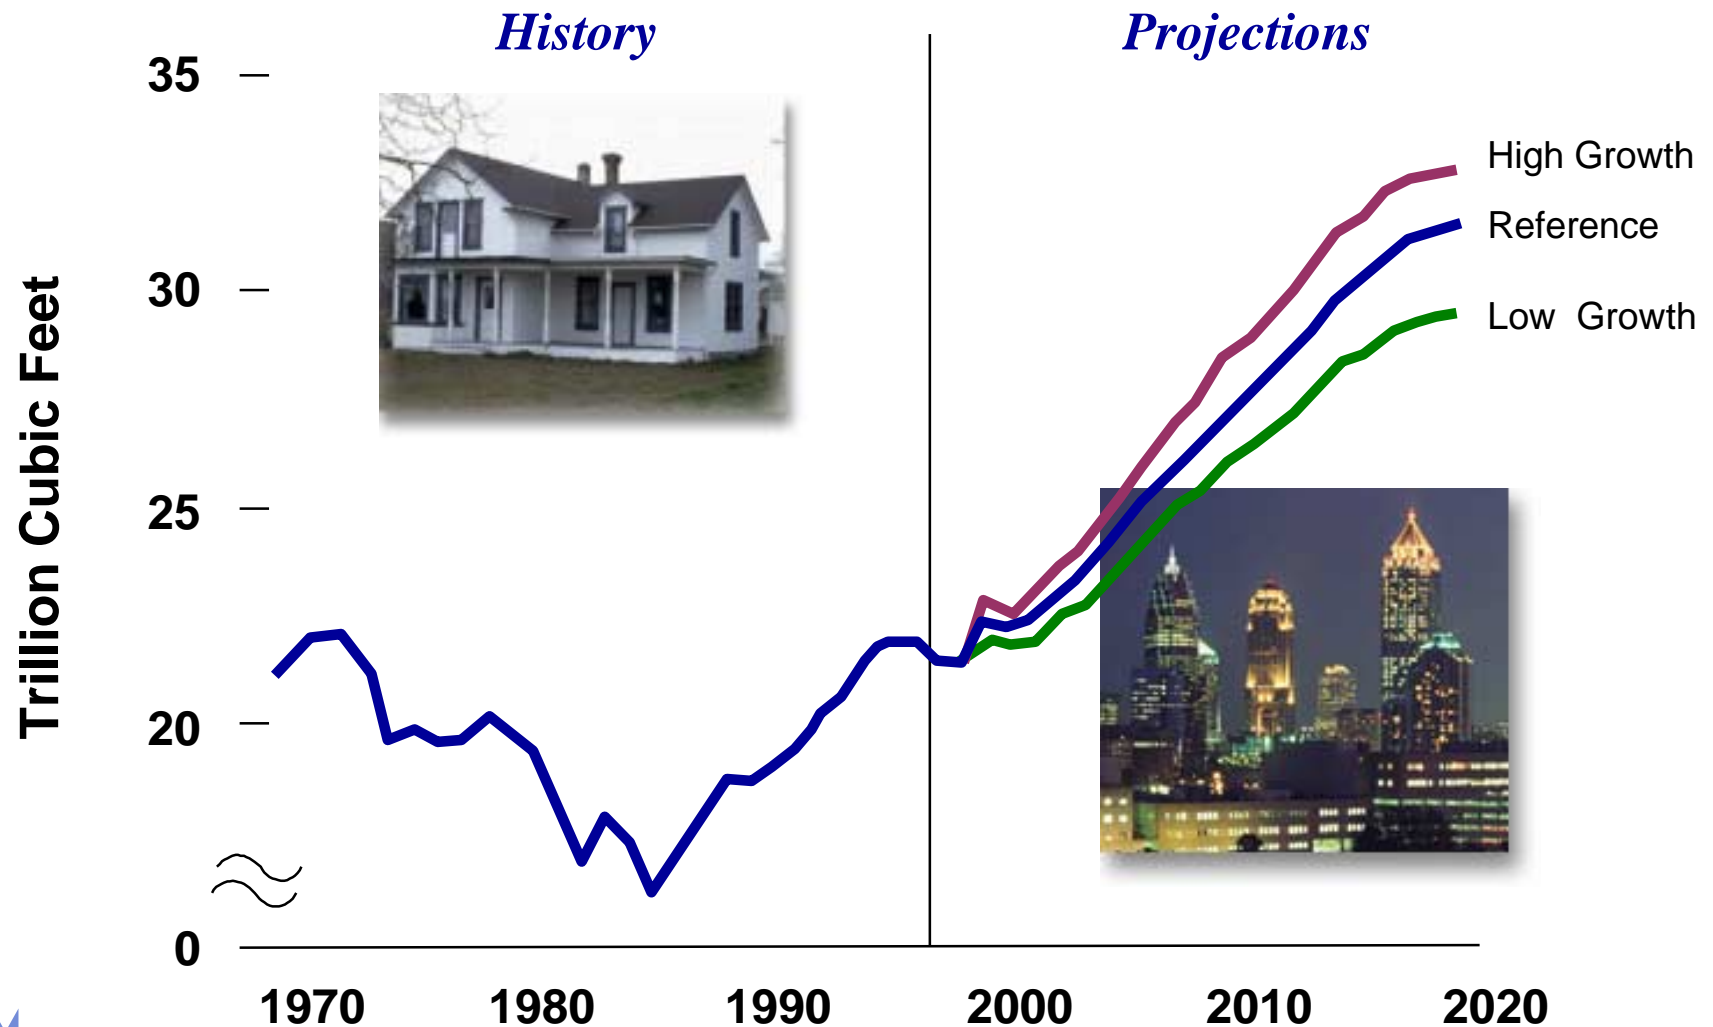 History
Projections
Trillion Cubic Feet
35
30
25
20
0
High Growth
Reference
Low Growth
1970 1980 1990 2000 2010 2020